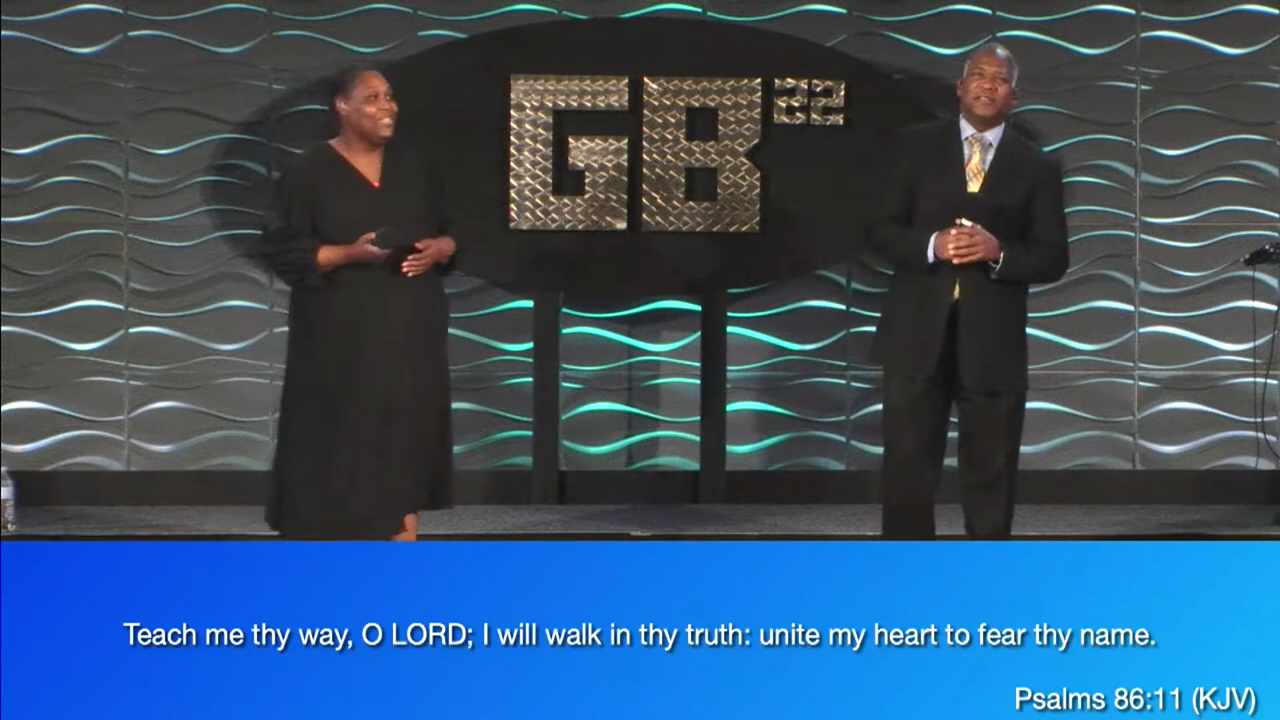 GB22
Teach me thy way, O LORD; I will walk in thy truth: unite my heart to fear thy name.
Psalms 86:11 (KJV)